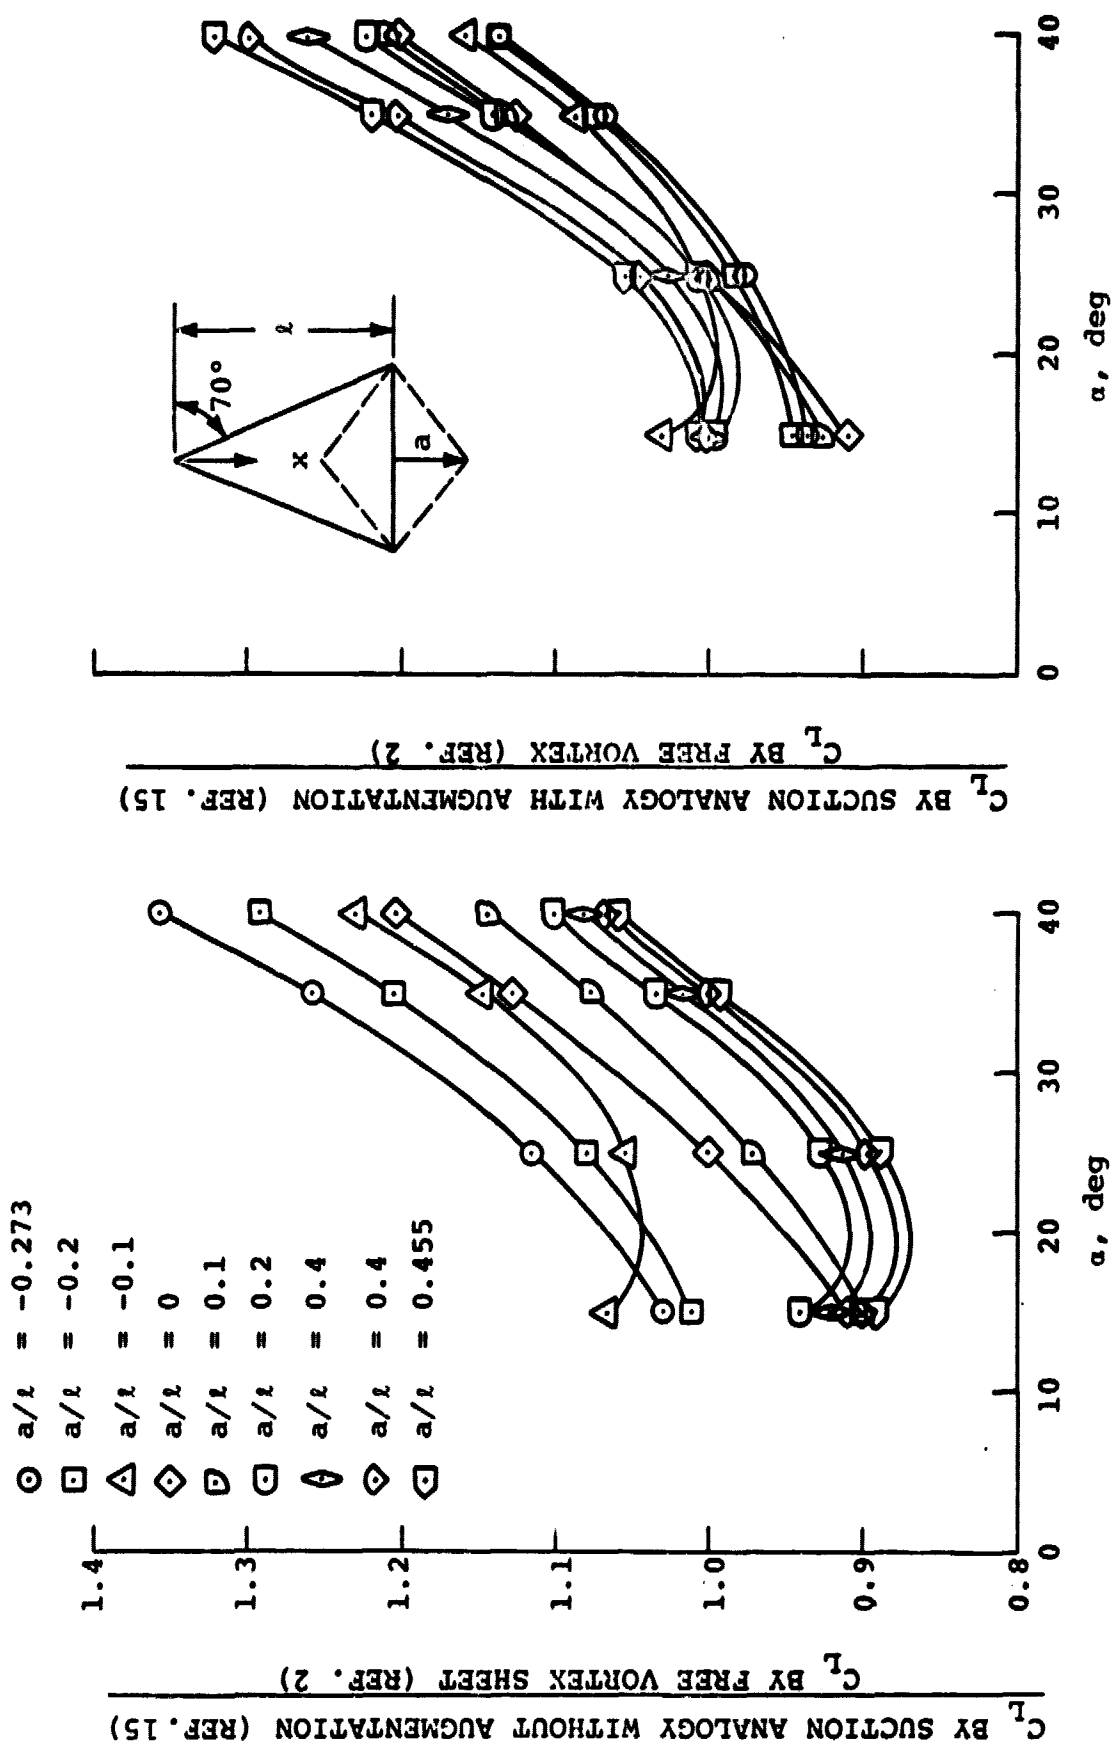 a/ℓ = -0.273
a/ℓ = -0.2
a/ℓ = -0.1
a/ℓ = 0
a/ℓ = 0.1
a/ℓ = 0.2
a/ℓ = 0.4
a/ℓ = 0.4
a/ℓ = 0.455
1.4
1.3
1.2
1.1
1.0
0.9
0.8
0
10
20
30
40
α, deg
C_L BY SUCTION ANALOGY WITHOUT AUGMENTATION (REF. 15)
C_L BY FREE VORTEX SHEET (REF. 2)
70°
ℓ
x
a
0
10
20
30
40
α, deg
C_L BY SUCTION ANALOGY WITH AUGMENTATION (REF. 15)
C_L BY FREE VORTEX (REF. 2)